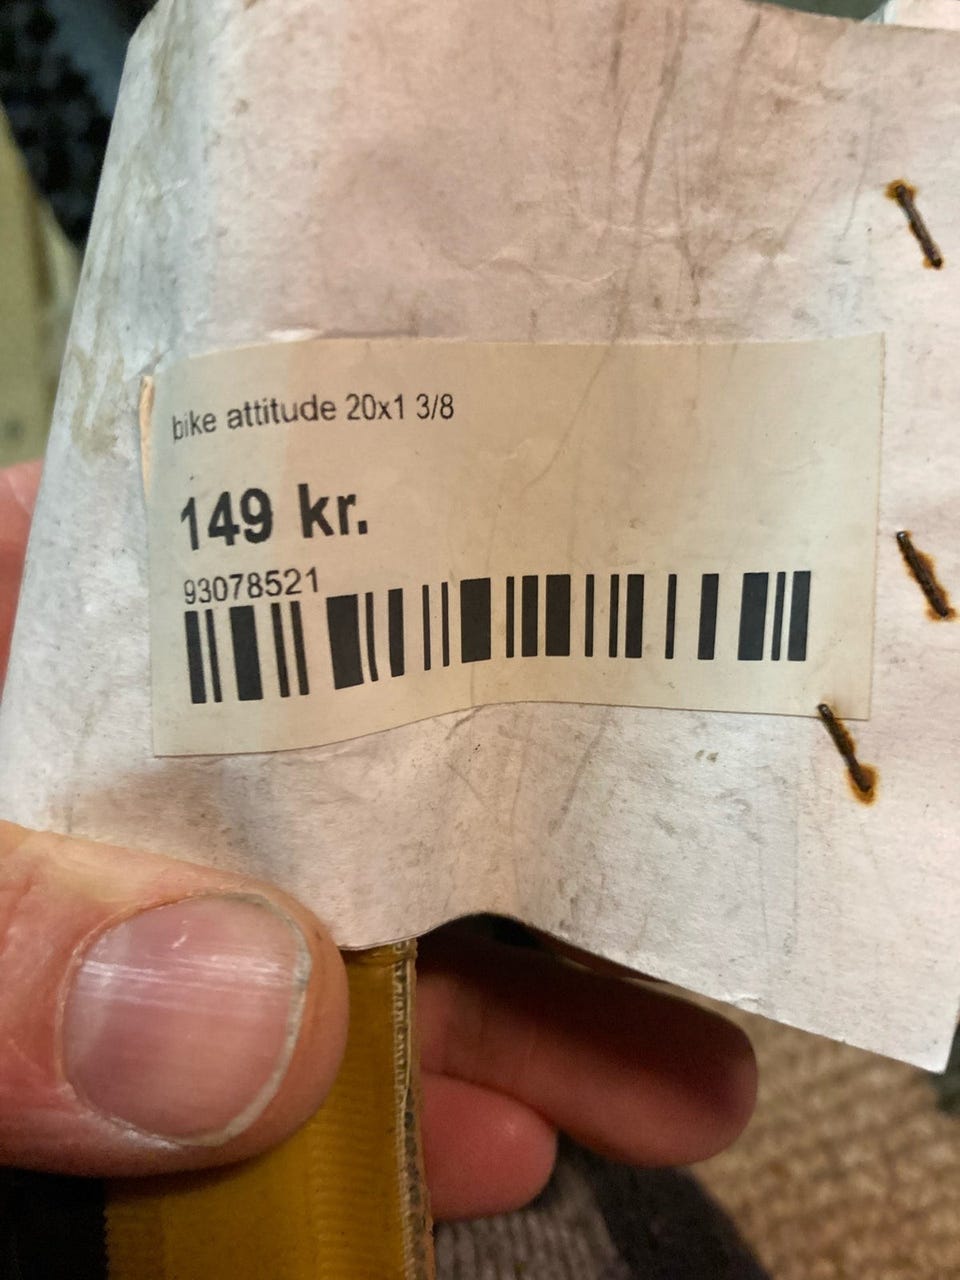 bike attitude 20x1 3/8
149 kr.
93078521